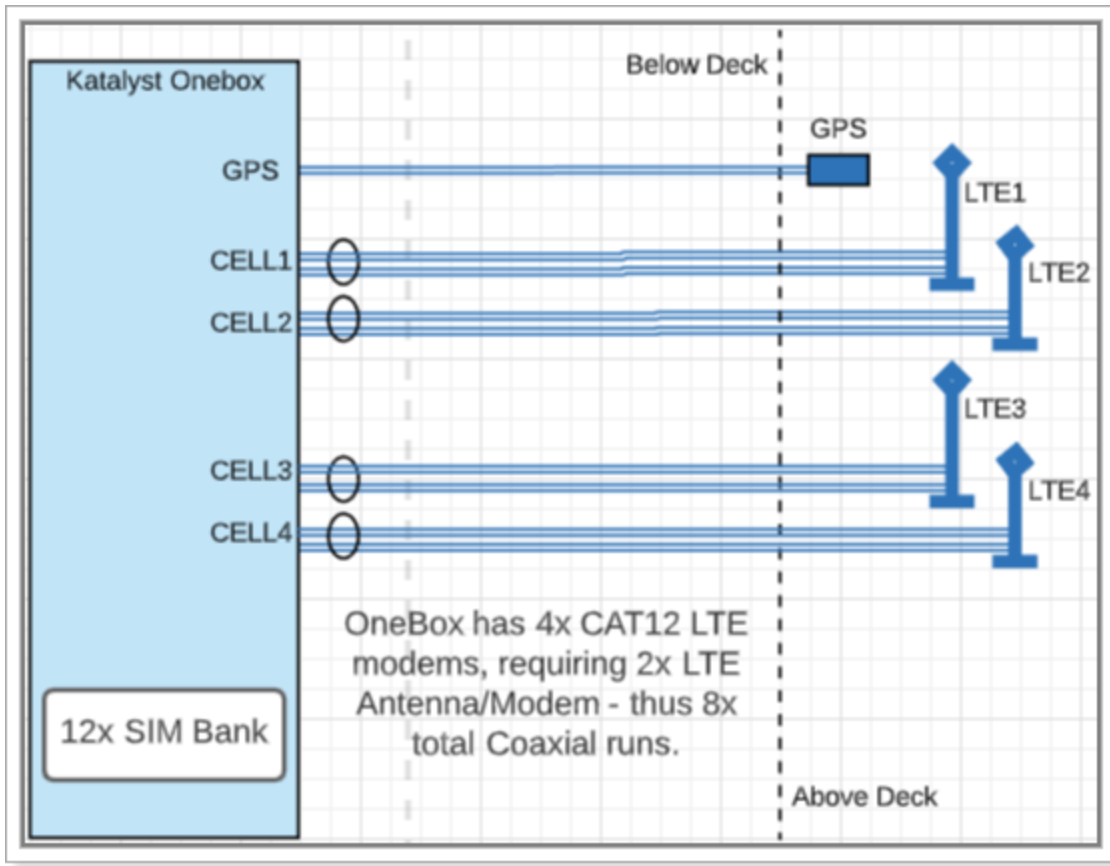 Katalyst Onebox
Below Deck
GPS
GPS
LTE1
CELL1
LTE2
CELL2
LTE3
CELL3
LTE4
CELL4
OneBox has 4x CAT12 LTE
modems, requiring 2x LTE
Antenna/Modem - thus 8x
total Coaxial runs.
12x SIM Bank
Above Deck